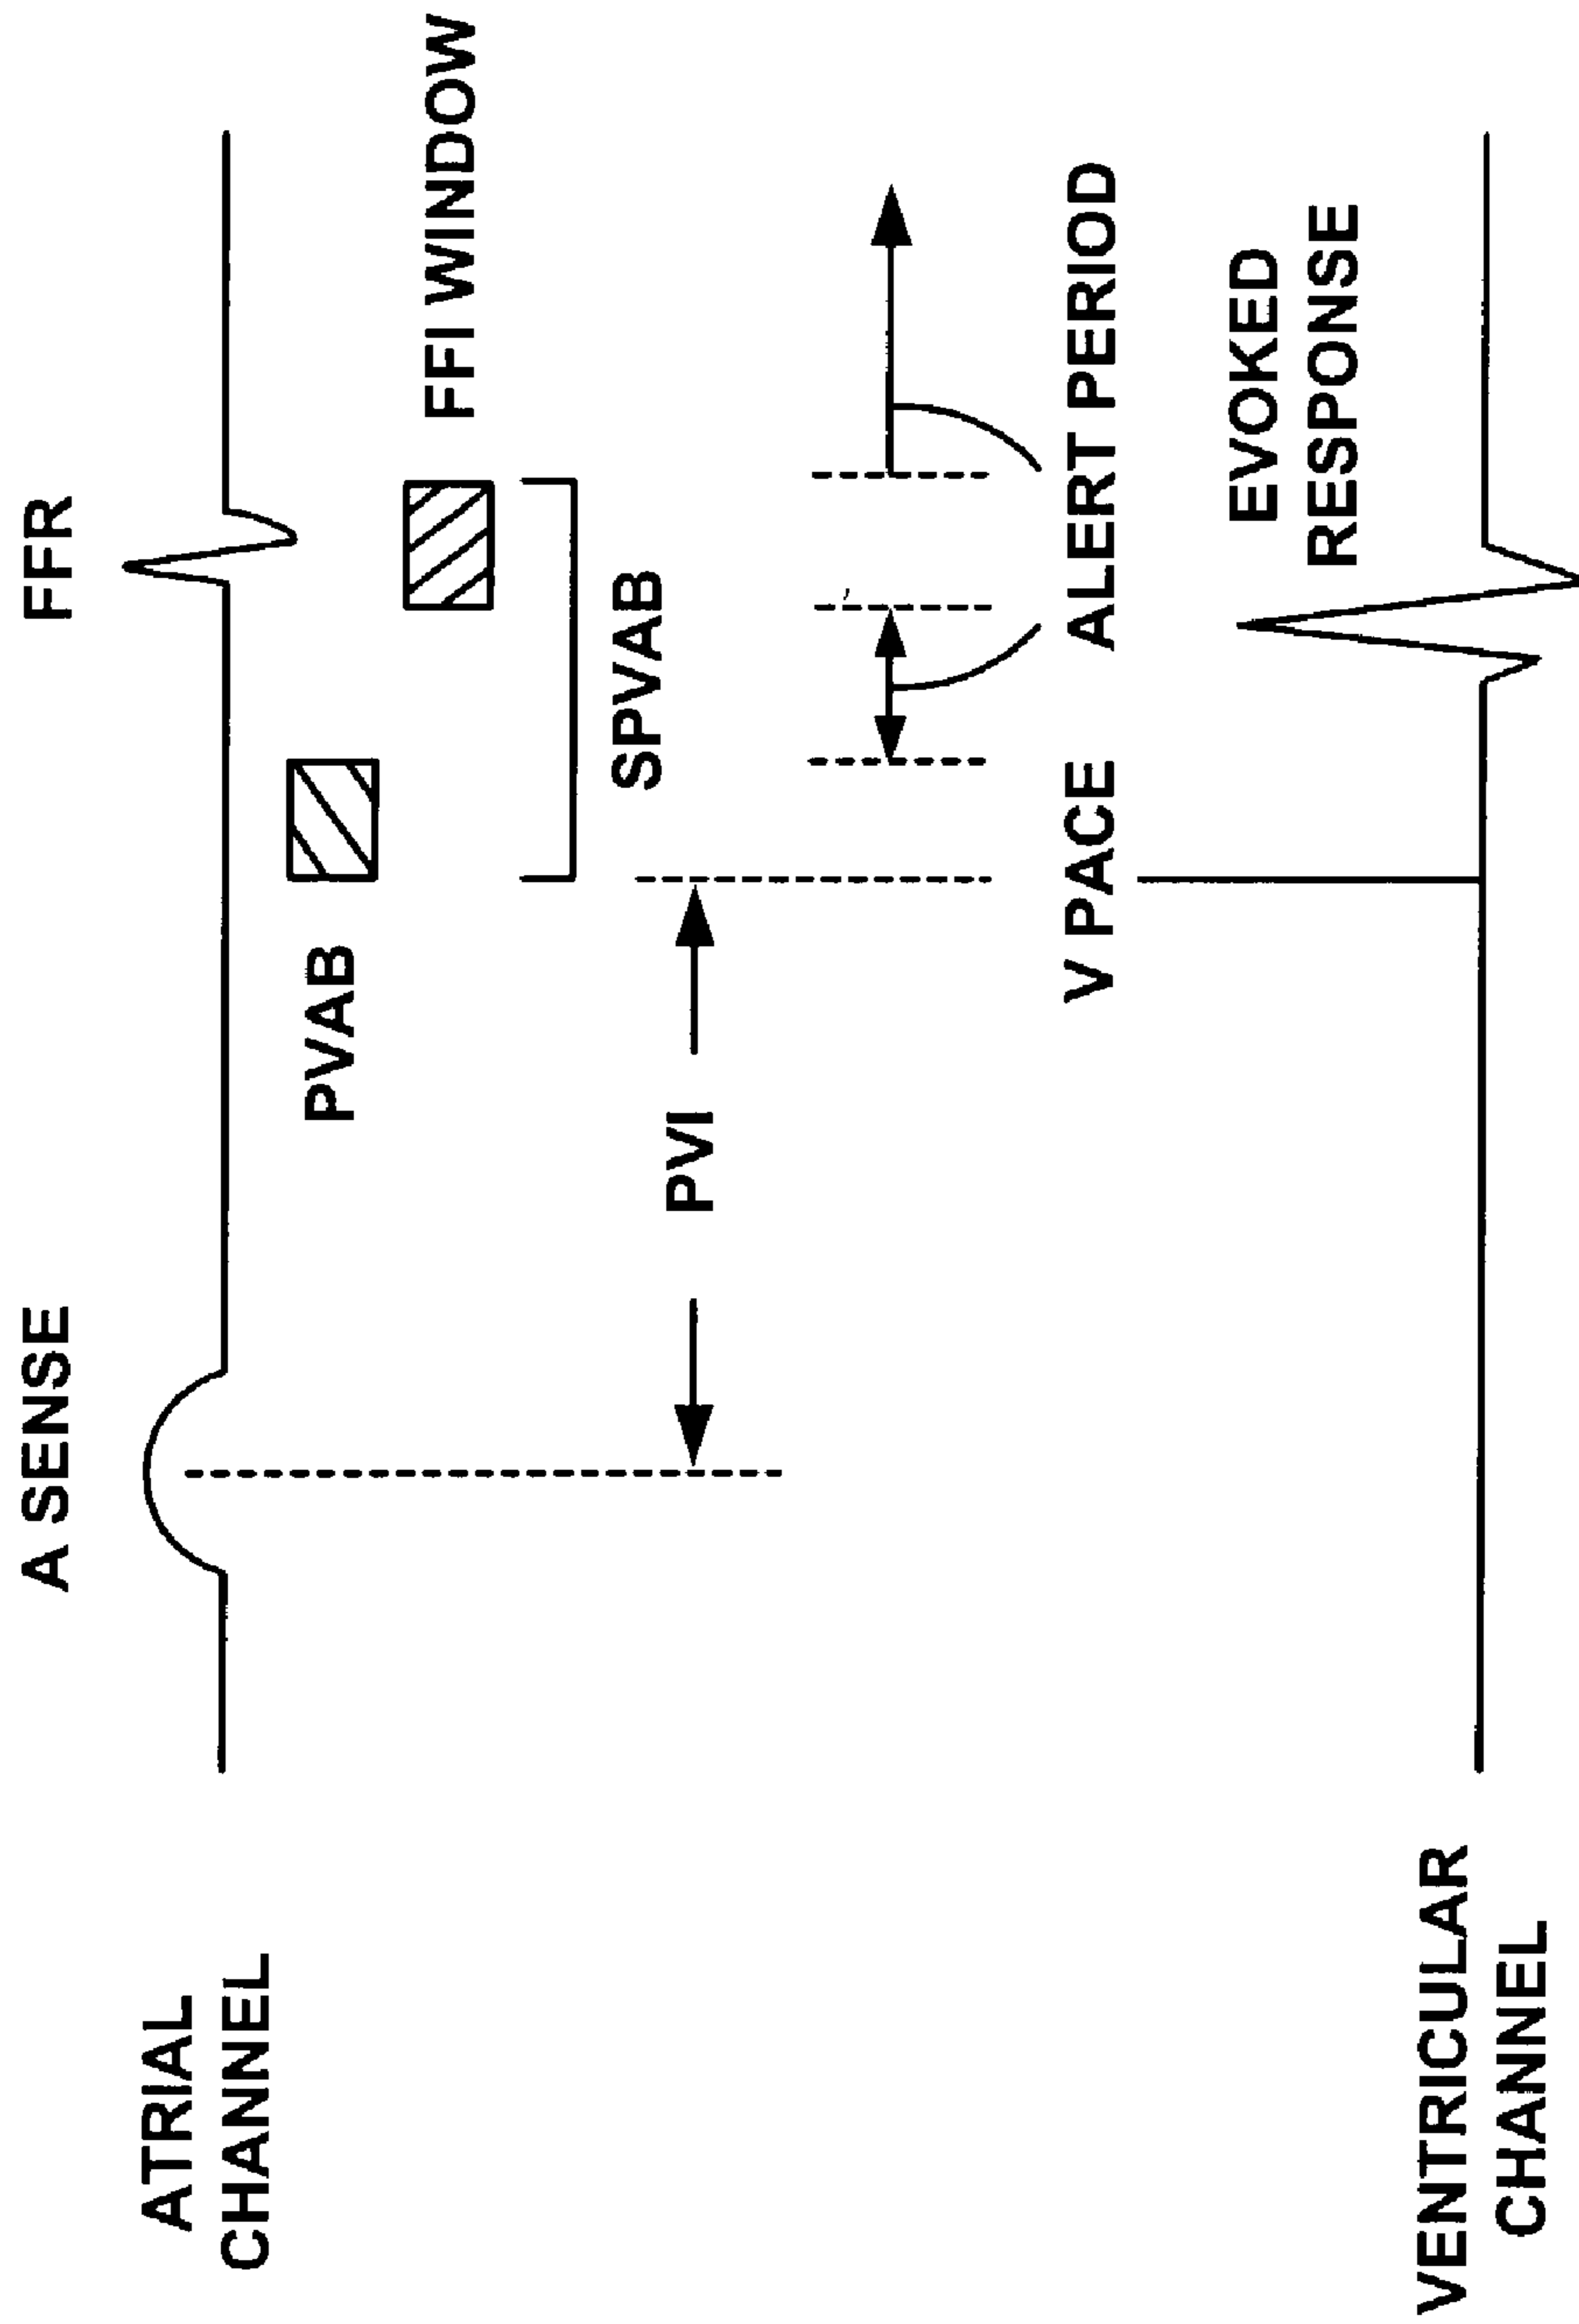 A SENSE
FFR
ATRIAL
CHANNEL
PVAB
FFI WINDOW
SPVAB
PVI
V PACE
ALERT PERIOD
EVOKED
RESPONSE
VENTRICULAR
CHANNEL